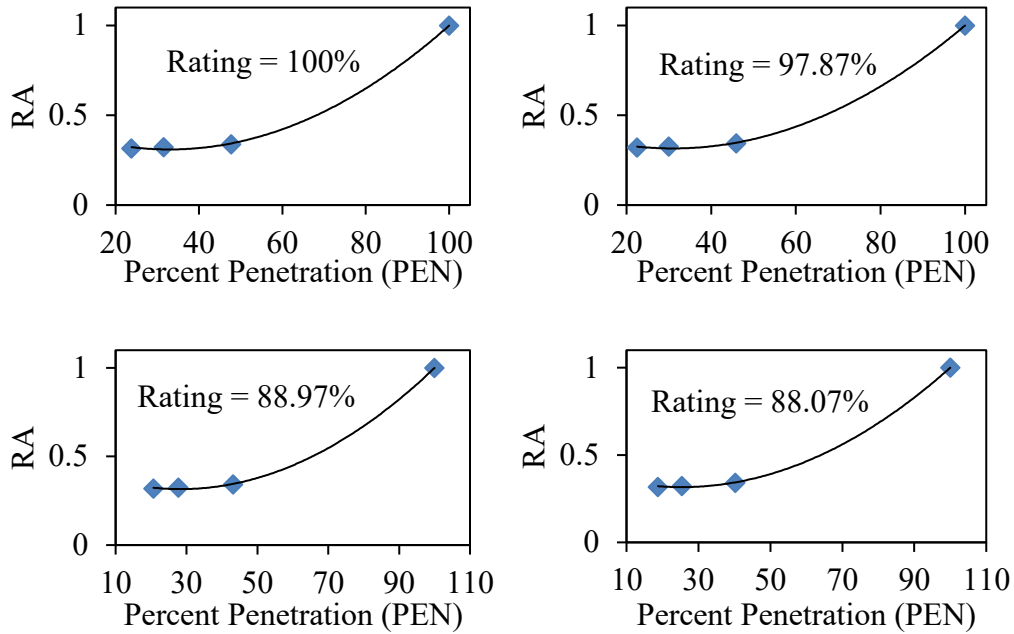 1
0.5
0
RA
Rating = 100%
20 40 60 80 100
Percent Penetration (PEN)
1
0.5
0
RA
Rating = 97.87%
20 40 60 80 100
Percent Penetration (PEN)
1
0.5
0
RA
Rating = 88.97%
10 30 50 70 90 110
Percent Penetration (PEN)
1
0.5
0
RA
Rating = 88.07%
10 30 50 70 90 110
Percent Penetration (PEN)